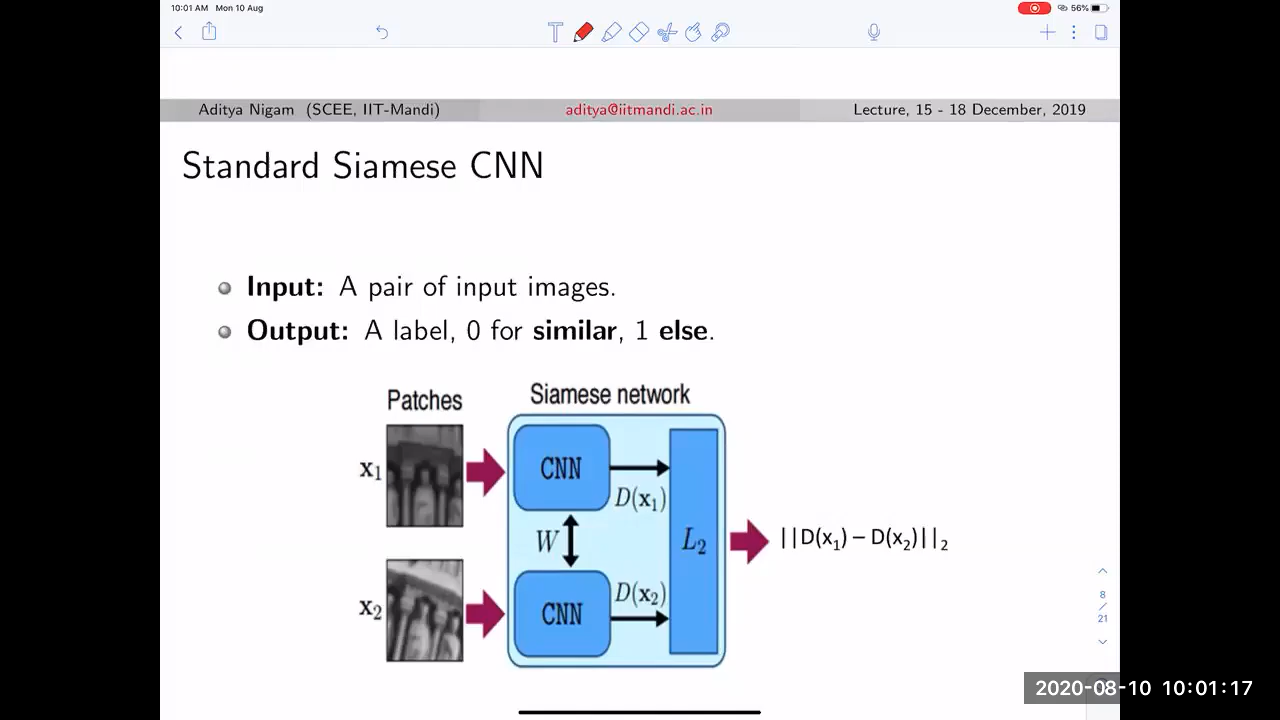 10:01 AM Mon 10 Aug
56%
Aditya Nigam (SCEE, IIT-Mandi) aditya@iitmandi.ac.in Lecture, 15 - 18 December, 2019
Standard Siamese CNN
Input: A pair of input images.
Output: A label, 0 for similar, 1 else.
Patches
Siamese network
x₁
CNN
D(x₁)
W
L₂
||D(x₁) – D(x₂)||₂
x₂
CNN
D(x₂)
8
/
21
2020-08-10 10:01:17